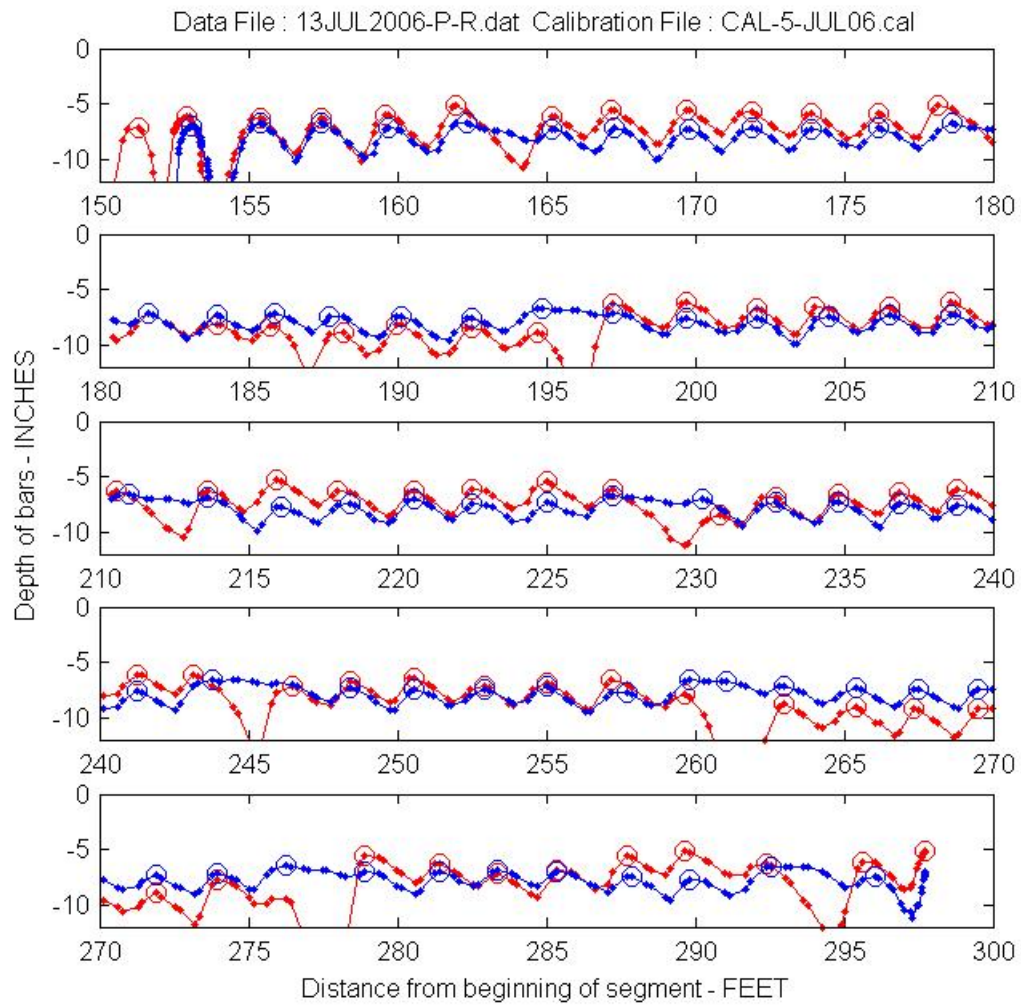 Data File : 13JUL2006-P-R.dat Calibration File : CAL-5-JUL06.cal
0
-5
-10
150 155 160 165 170 175 180
0
-5
-10
180 185 190 195 200 205 210
0
-5
-10
210 215 220 225 230 235 240
0
-5
-10
240 245 250 255 260 265 270
0
-5
-10
270 275 280 285 290 295 300
Depth of bars - INCHES
Distance from beginning of segment - FEET